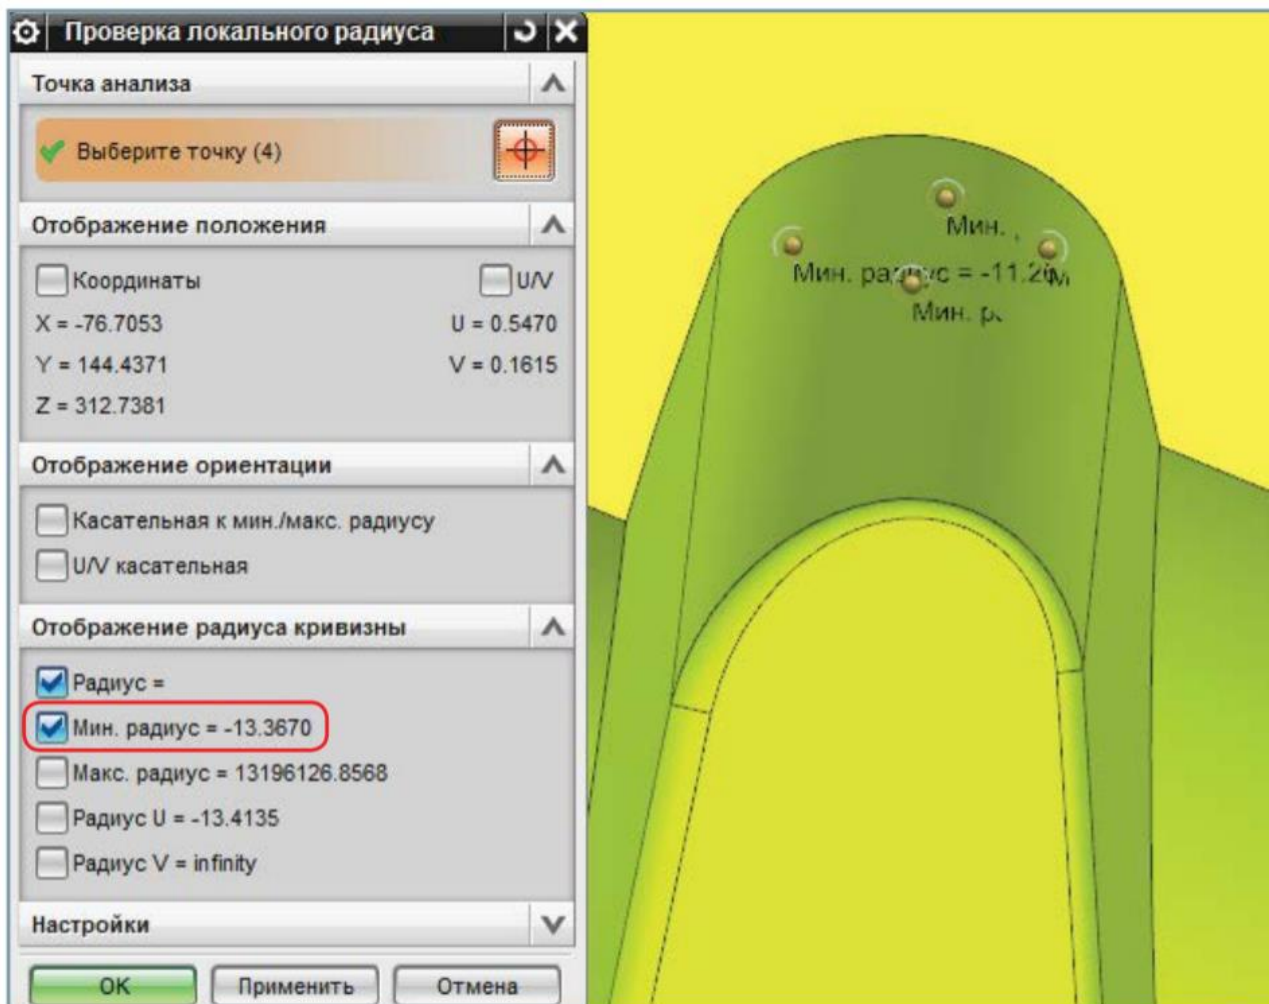 Проверка локального радиуса
Точка анализа
Выберите точку (4)
Отображение положения
Координаты U/V
X = -76.7053 U = 0.5470
Y = 144.4371 V = 0.1615
Z = 312.7381
Отображение ориентации
Касательная к мин./макс. радиусу
U/V касательная
Отображение радиуса кривизны
Радиус =
Мин. радиус = -13.3670
Макс. радиус = 13196126.8568
Радиус U = -13.4135
Радиус V = infinity
Настройки
OK Применить Отмена
Мин.
Мин. радиус =
Мин.